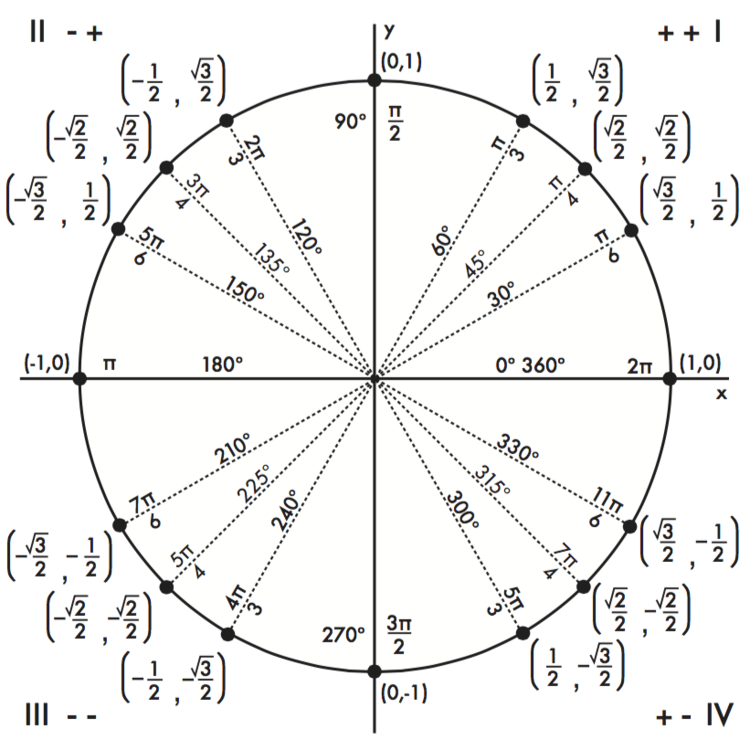 II - + y + + I
(0,1)
(-1/2 , √3/2) (1/2 , √3/2)
(-√2/2 , √2/2) 90° π/2 (√2/2 , √2/2)
(-√3/2 , 1/2) 2π/3 π/3 (√3/2 , 1/2)
3π/4 π/4
5π/6 120° 60° π/6
135° 45°
150° 30°
(-1,0) π 180° 0° 360° 2π (1,0)
x
210° 330°
225° 315°
7π/6 240° 300° 11π/6
(-√3/2 , -1/2) 5π/4 7π/4 (√3/2 , -1/2)
4π/3 5π/3
(-√2/2 , -√2/2) 270° 3π/2 (√2/2 , -√2/2)
(-1/2 , -√3/2) (1/2 , -√3/2)
(0,-1)
III - - + - IV